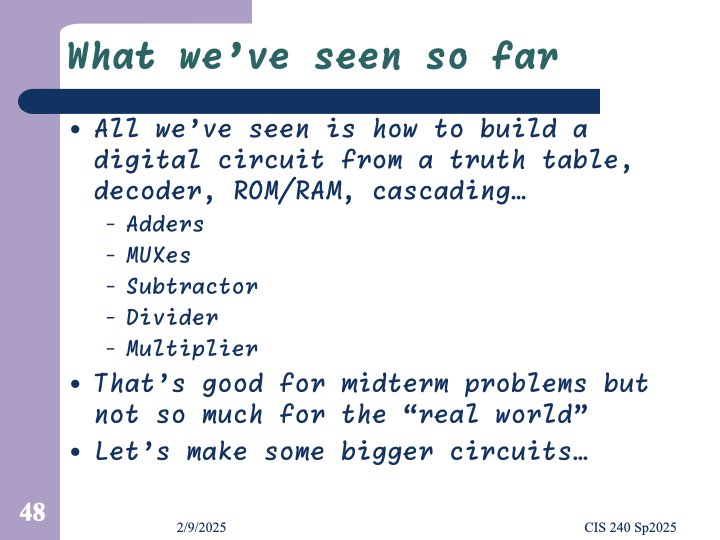 What we’ve seen so far
• All we’ve seen is how to build a
digital circuit from a truth table,
decoder, ROM/RAM, cascading…
– Adders
– MUXes
– Subtractor
– Divider
– Multiplier
• That’s good for midterm problems but
not so much for the “real world”
• Let’s make some bigger circuits…
48
2/9/2025
CIS 240 Sp2025